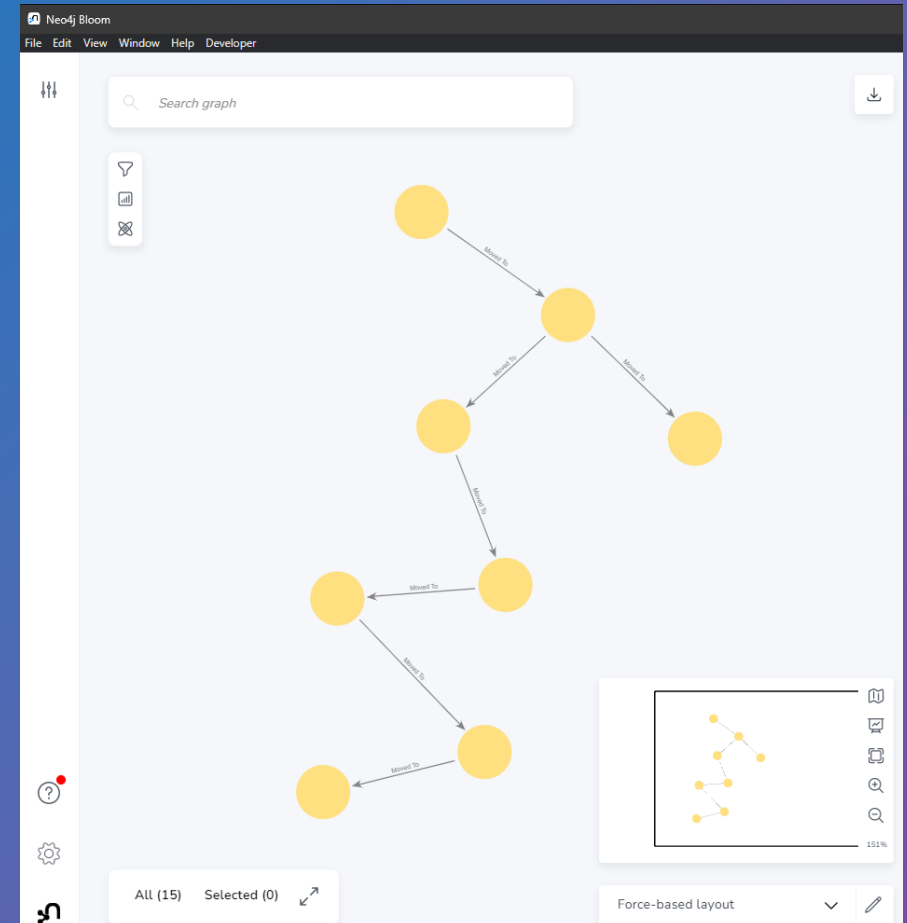 Neo4j Bloom
File Edit View Window Help Developer
Search graph
Moved To
Moved To
Moved To
Moved To
Moved To
Moved To
Moved To
151%
All (15) Selected (0)
Force-based layout